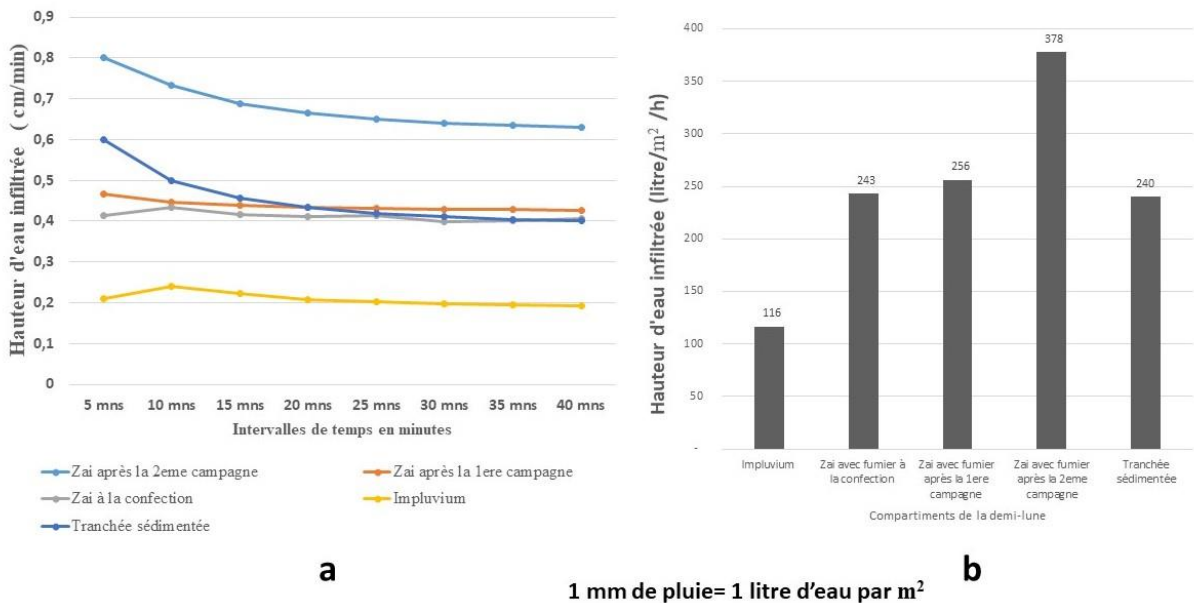 Hauteur d'eau infiltrée ( cm/min)
0,9
0,8
0,7
0,6
0,5
0,4
0,3
0,2
0,1
0
5 mns 10 mns 15 mns 20 mns 25 mns 30 mns 35 mns 40 mns
Intervalles de temps en minutes
Zai après la 2eme campagne
Zai après la 1ere campagne
Zai à la confection
Impluvium
Tranchée sédimentée
a
Hauteur d'eau infiltrée (litre/m² /h)
400
350
300
250
200
150
100
50
-
116
243
256
378
240
Impluvium
Zai avec fumier à
la confection
Zai avec fumier
après la 1ere
campagne
Zai avec fumier
après la 2eme
campagne
Tranchée
sédimentée
Compartiments de la demi-lune
b
1 mm de pluie= 1 litre d’eau par m²